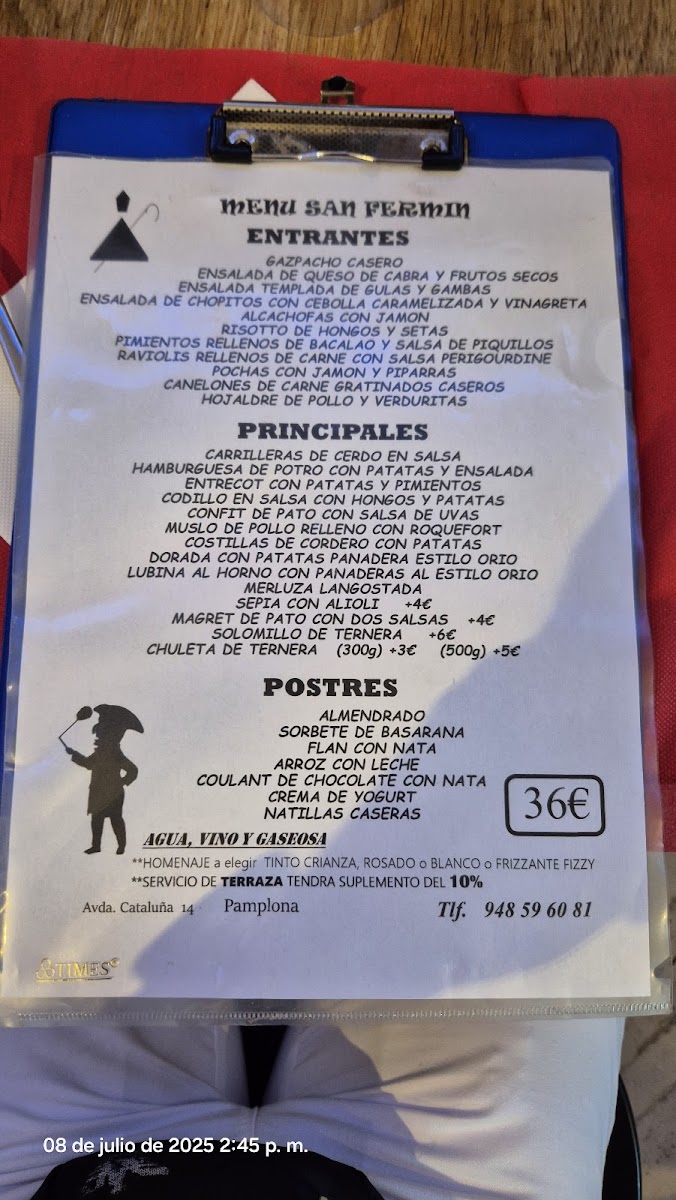 MENU SAN FERMIN
ENTRANTES
GAZPACHO CASERO
ENSALADA DE QUESO DE CABRA Y FRUTOS SECOS
ENSALADA TEMPLADA DE GULAS Y GAMBAS
ENSALADA DE CHOPITOS CON CEBOLLA CARAMELIZADA Y VINAGRETA
ALCACHOFAS CON JAMON
RISOTTO DE HONGOS Y SETAS
PIMIENTOS RELLENOS DE BACALAO Y SALSA DE PIQUILLOS
RAVIOLIS RELLENOS DE CARNE CON SALSA PERIGOURDINE
POCHAS CON JAMON Y PIPARRAS
CANELONES DE CARNE GRATINADOS CASEROS
HOJALDRE DE POLLO Y VERDURITAS
PRINCIPALES
CARRILLERAS DE CERDO EN SALSA
HAMBURGUESA DE POTRO CON PATATAS Y ENSALADA
ENTRECOT CON PATATAS Y PIMIENTOS
CODILLO EN SALSA CON HONGOS Y PATATAS
CONFIT DE PATO CON SALSA DE UVAS
MUSLO DE POLLO RELLENO CON ROQUEFORT
COSTILLAS DE CORDERO CON PATATAS
DORADA CON PATATAS PANADERA ESTILO ORIO
LUBINA AL HORNO CON PANADERAS AL ESTILO ORIO
MERLUZA LANGOSTADA
SEPIA CON ALIOLI +4€
MAGRET DE PATO CON DOS SALSAS +4€
SOLOMILLO DE TERNERA +6€
CHULETA DE TERNERA (300g) +3€ (500g) +5€
POSTRES
ALMENDRADO
SORBETE DE BASARANA
FLAN CON NATA
ARROZ CON LECHE
COULANT DE CHOCOLATE CON NATA
CREMA DE YOGURT
NATILLAS CASERAS
36€
AGUA, VINO Y GASEOSA
**HOMENAJE a elegir TINTO CRIANZA, ROSADO o BLANCO o FRIZZANTE FIZZY
**SERVICIO DE TERRAZA TENDRA SUPLEMENTO DEL 10%
Avda. Cataluña 14 Pamplona Tlf. 948 59 60 81
TIMES
08 de julio de 2025 2:45 p. m.